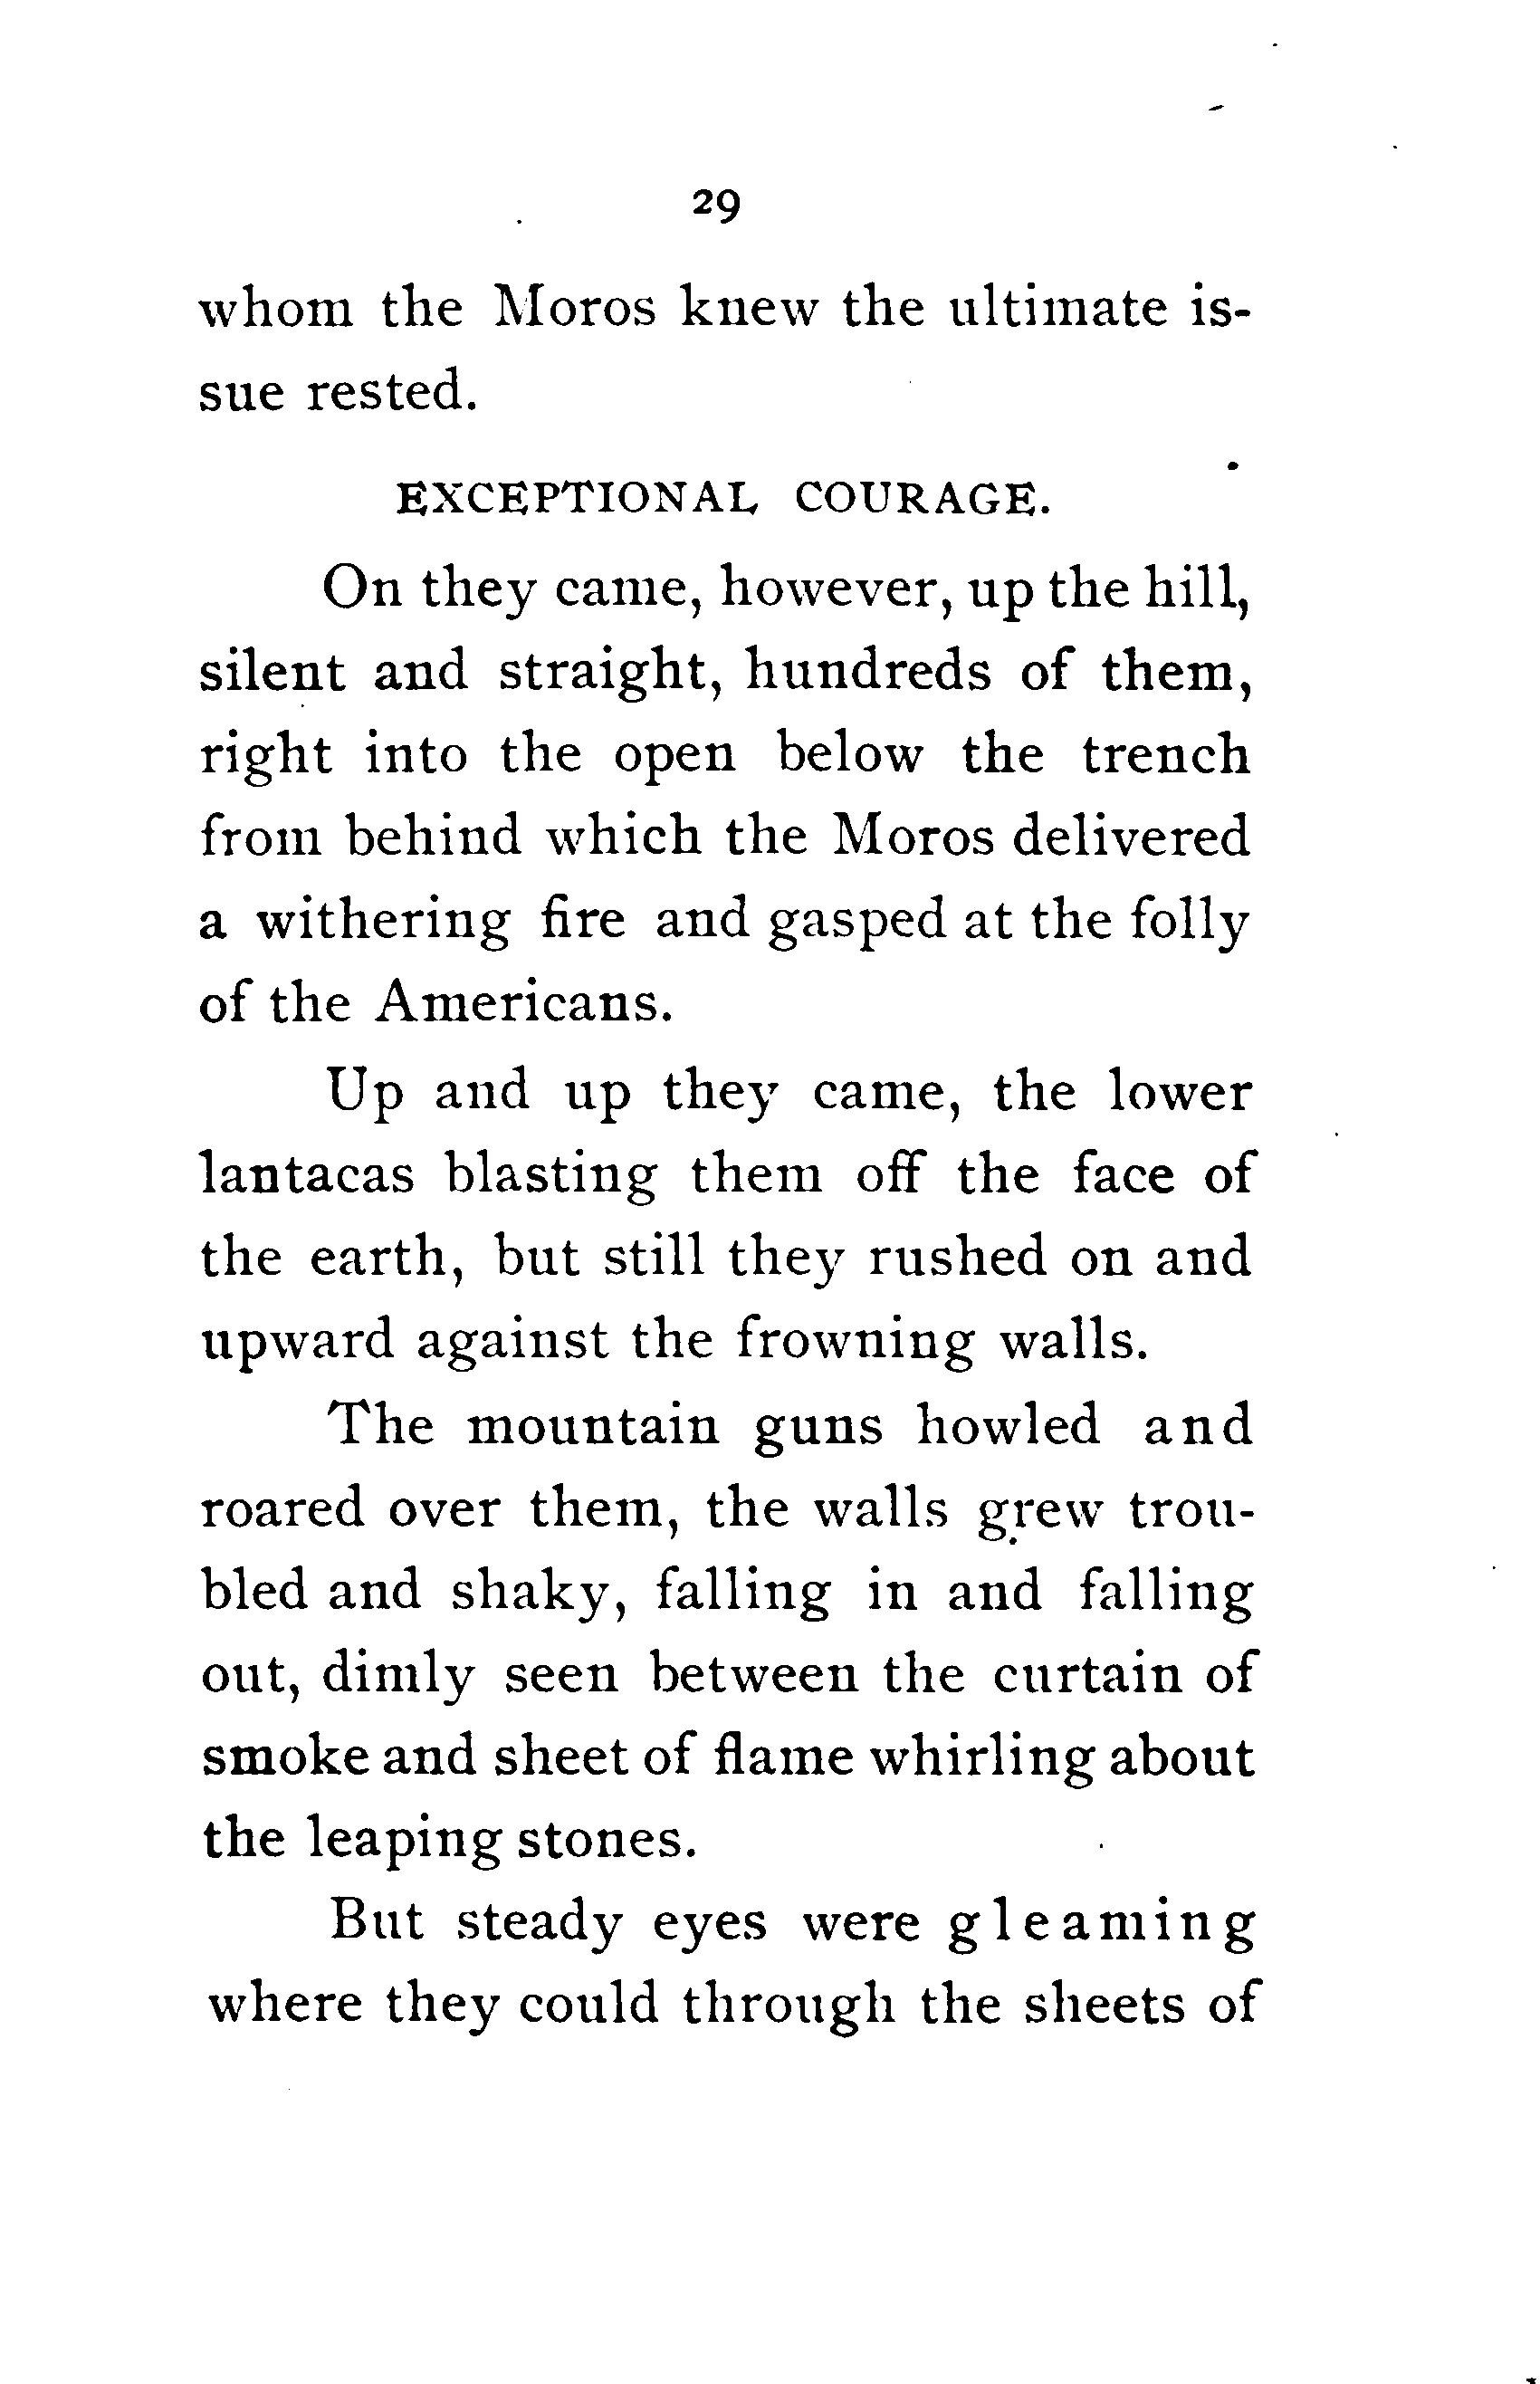 29
whom the Moros knew the ultimate is-
sue rested.
EXCEPTIONAL COURAGE.
On they came, however, up the hill,
silent and straight, hundreds of them,
right into the open below the trench
from behind which the Moros delivered
a withering fire and gasped at the folly
of the Americans.
Up and up they came, the lower
lantacas blasting them off the face of
the earth, but still they rushed on and
upward against the frowning walls.
The mountain guns howled and
roared over them, the walls grew trou-
bled and shaky, falling in and falling
out, dimly seen between the curtain of
smoke and sheet of flame whirling about
the leaping stones.
But steady eyes were gleaming
where they could through the sheets of